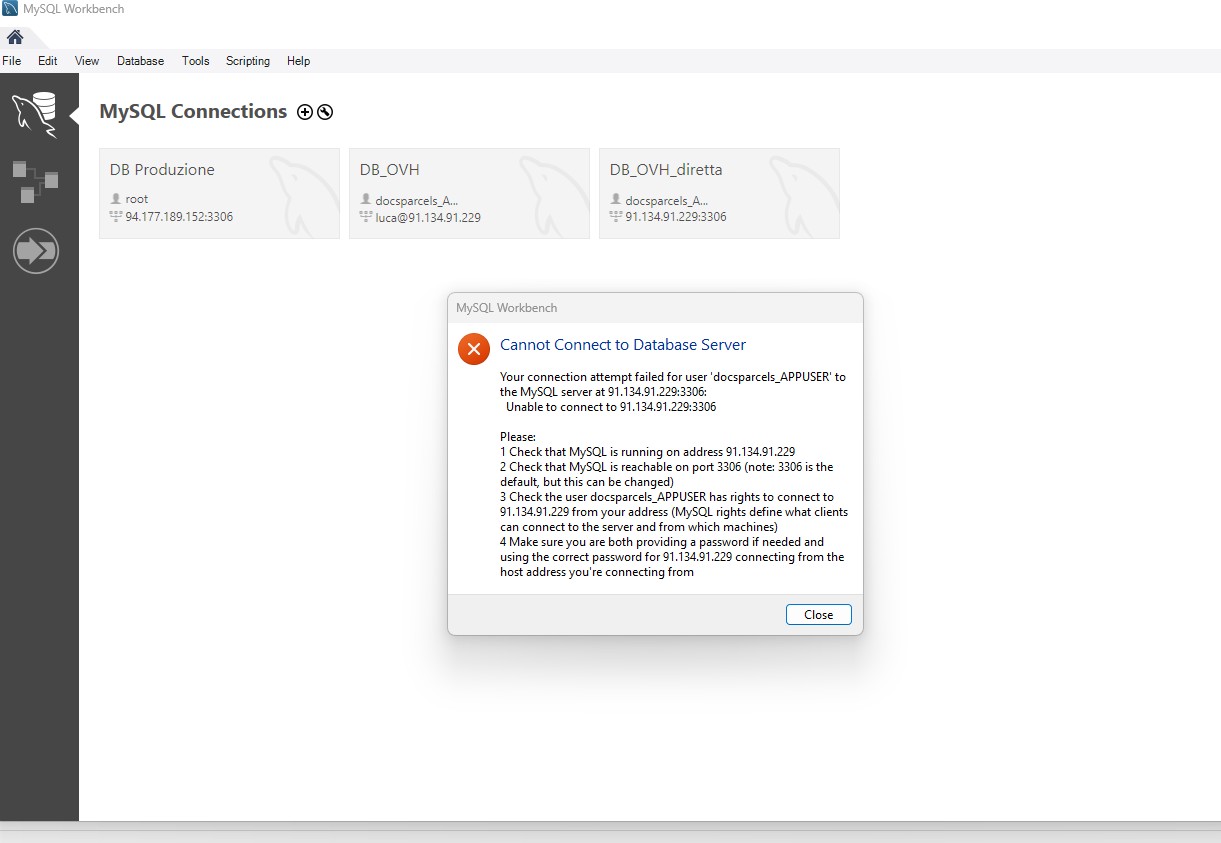 MySQL Workbench
File Edit View Database Tools Scripting Help
MySQL Connections
DB Produzione
root
94.177.189.152:3306
DB_OVH
docsparcels_A...
luca@91.134.91.229
DB_OVH_diretta
docsparcels_A...
91.134.91.229:3306
MySQL Workbench
Cannot Connect to Database Server
Your connection attempt failed for user 'docsparcels_APPUSER' to
the MySQL server at 91.134.91.229:3306:
Unable to connect to 91.134.91.229:3306
Please:
1 Check that MySQL is running on address 91.134.91.229
2 Check that MySQL is reachable on port 3306 (note: 3306 is the
default, but this can be changed)
3 Check the user docsparcels_APPUSER has rights to connect to
91.134.91.229 from your address (MySQL rights define what clients
can connect to the server and from which machines)
4 Make sure you are both providing a password if needed and
using the correct password for 91.134.91.229 connecting from the
host address you're connecting from
Close